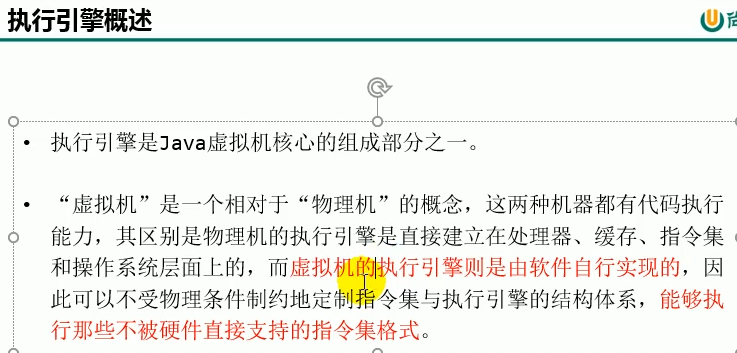 执行引擎概述
• 执行引擎是Java虚拟机核心的组成部分之一。
• “虚拟机”是一个相对于“物理机”的概念，这两种机器都有代码执行
能力，其区别是物理机的执行引擎是直接建立在处理器、缓存、指令集
和操作系统层面上的，而虚拟机的执行引擎则是由软件自行实现的，因
此可以不受物理条件制约地定制指令集与执行引擎的结构体系，能够执
行那些不被硬件直接支持的指令集格式。